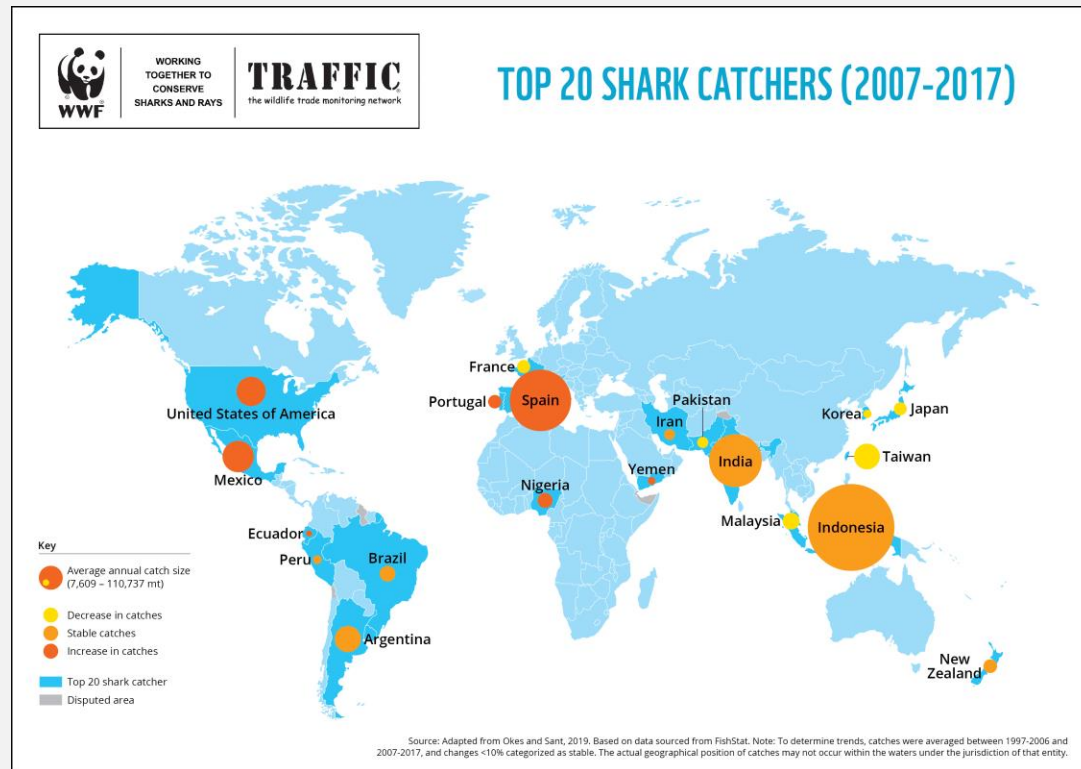 WWF
WORKING
TOGETHER TO
CONSERVE
SHARKS AND RAYS
TRAFFIC
the wildlife trade monitoring network
TOP 20 SHARK CATCHERS (2007-2017)
France
Portugal
Spain
Pakistan
Iran
Korea
Japan
United States of America
India
Taiwan
Mexico
Yemen
Nigeria
Malaysia
Indonesia
Ecuador
Peru
Brazil
Argentina
New
Zealand
Key
Average annual catch size
(7,609 – 110,737 mt)
Decrease in catches
Stable catches
Increase in catches
Top 20 shark catcher
Disputed area
Source: Adapted from Okes and Sant, 2019. Based on data sourced from FishStat. Note: To determine trends, catches were averaged between 1997-2006 and
2007-2017, and changes <10% categorized as stable. The actual geographical position of catches may not occur within the waters under the jurisdiction of that entity.